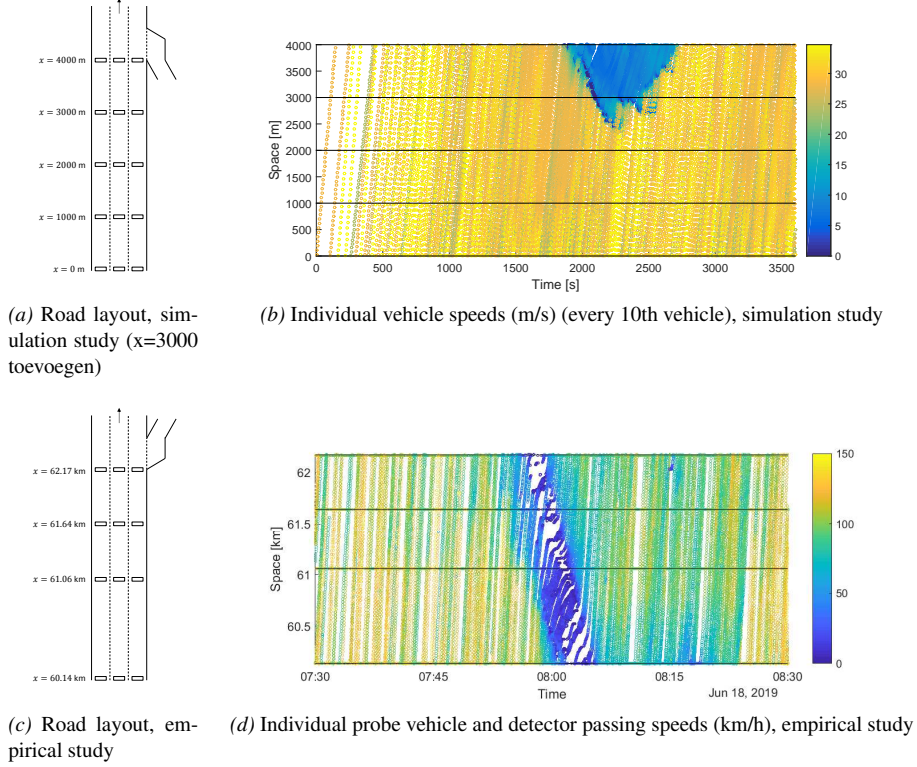 x = 4000 m
x = 3000 m
x = 2000 m
x = 1000 m
x = 0 m
4000
3500
3000
2500
2000
1500
1000
500
0
Space [m]
0 500 1000 1500 2000 2500 3000 3500
Time [s]
30
25
20
15
10
5
0
(a) Road layout, sim-
ulation study (x=3000
toevoegen)
(b) Individual vehicle speeds (m/s) (every 10th vehicle), simulation study
x = 62.17 km
x = 61.64 km
x = 61.06 km
x = 60.14 km
62
61.5
61
60.5
Space [km]
07:30 07:45 08:00 08:15 08:30
Time
Jun 18, 2019
150
100
50
0
(c) Road layout, em-
pirical study
(d) Individual probe vehicle and detector passing speeds (km/h), empirical study